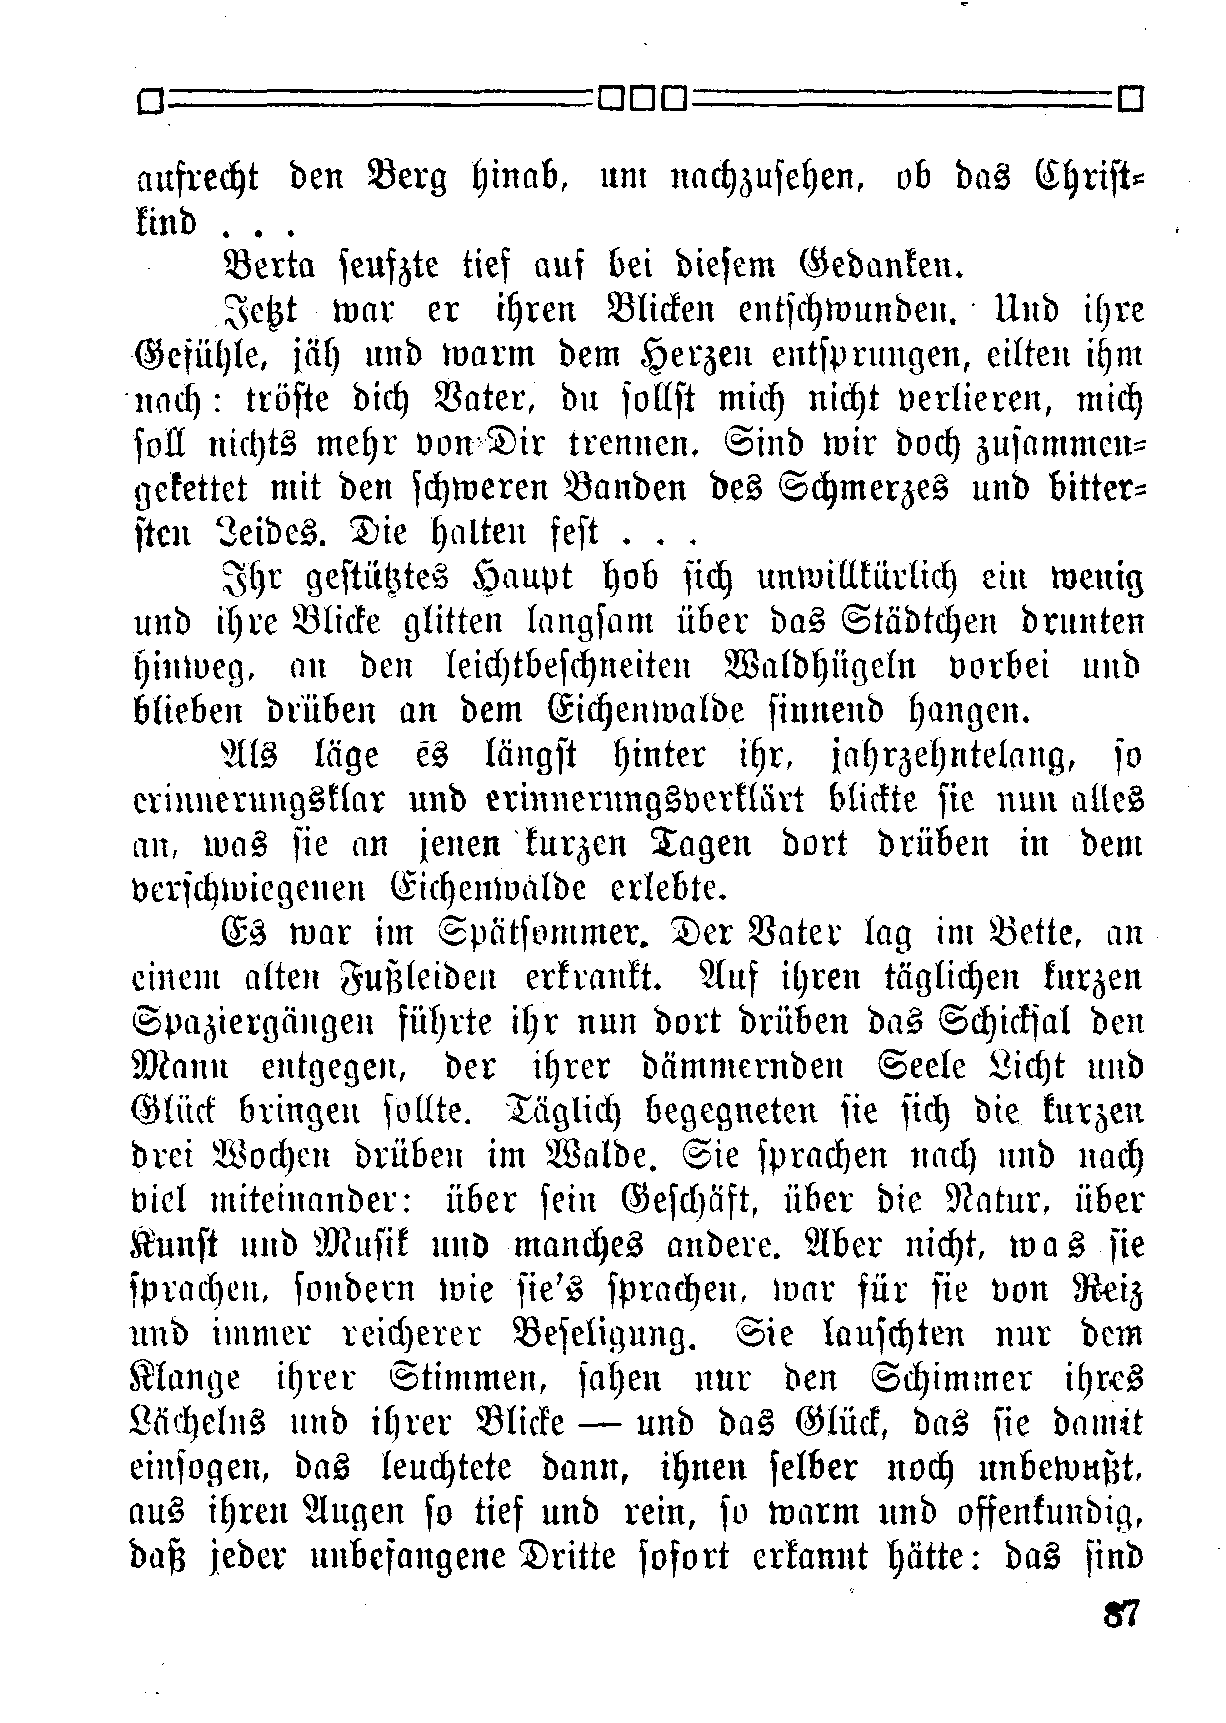 aufrecht den Berg hinab, um nachzusehen, ob das Christ-
kind . . .
Berta seufzte tief auf bei diesem Gedanken.
Jetzt war er ihren Blicken entschwunden. Und ihre
Gefühle, jäh und warm dem Herzen entsprungen, eilten ihm
nach: tröste dich Vater, du sollst mich nicht verlieren, mich
soll nichts mehr von Dir trennen. Sind wir doch zusammen-
gekettet mit den schweren Banden des Schmerzes und bitter-
sten Leides. Die halten fest . . .
Ihr gestütztes Haupt hob sich unwillkürlich ein wenig
und ihre Blicke glitten langsam über das Städtchen drunten
hinweg, an den leichtbeschneiten Waldhügeln vorbei und
blieben drüben an dem Eichenwalde sinnend hangen.
Als läge es längst hinter ihr, jahrzehntelang, so
erinnerungsklar und erinnerungsverklärt blickte sie nun alles
an, was sie an jenen kurzen Tagen dort drüben in dem
verschwiegenen Eichenwalde erlebte.
Es war im Spätsommer. Der Vater lag im Bette, an
einem alten Fußleiden erkrankt. Auf ihren täglichen kurzen
Spaziergängen führte ihr nun dort drüben das Schicksal den
Mann entgegen, der ihrer dämmernden Seele Licht und
Glück bringen sollte. Täglich begegneten sie sich die kurzen
drei Wochen drüben im Walde. Sie sprachen nach und nach
viel miteinander: über sein Geschäft, über die Natur, über
Kunst und Musik und manches andere. Aber nicht, was sie
sprachen, sondern wie sie's sprachen, war für sie von Reiz
und immer reicherer Beseligung. Sie lauschten nur dem
Klange ihrer Stimmen, sahen nur den Schimmer ihres
Lächelns und ihrer Blicke — und das Glück, das sie damit
einsogen, das leuchtete dann, ihnen selber noch unbewußt,
aus ihren Augen so tief und rein, so warm und offenkundig,
daß jeder unbefangene Dritte sofort erkannt hätte: das sind
87